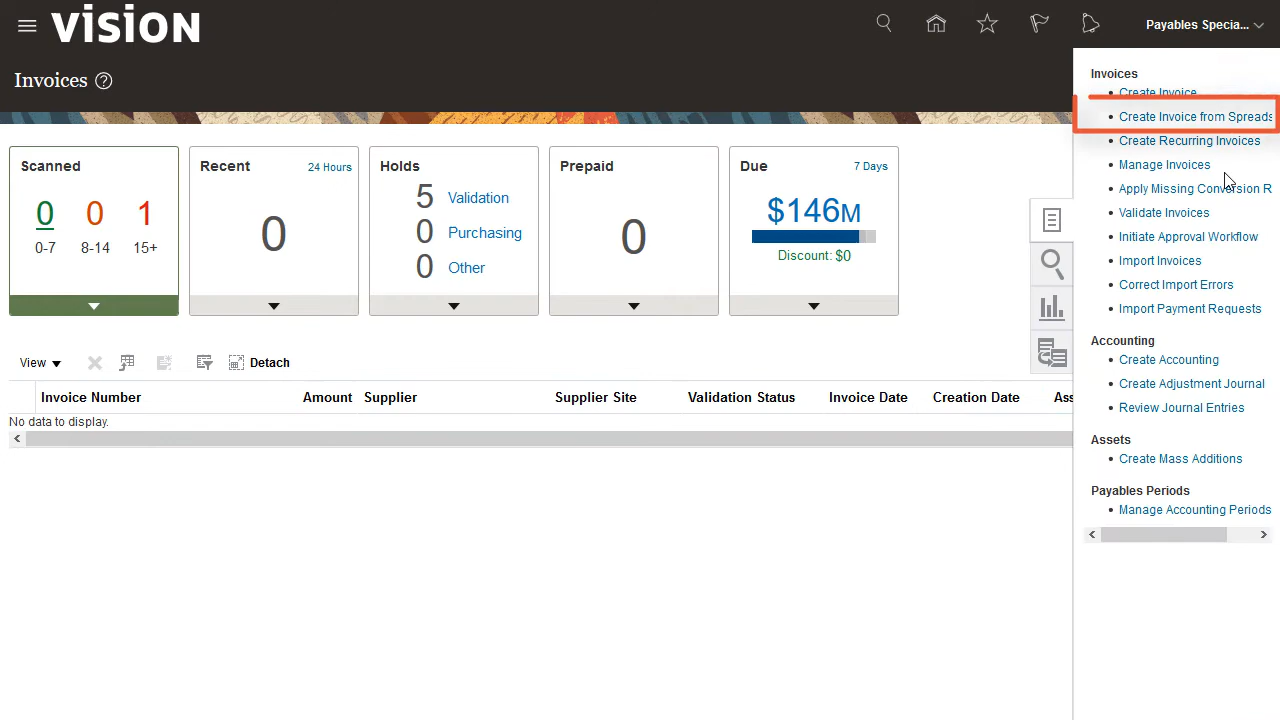 vision
Payables Specia...
Invoices ?
Scanned
0 0 1
0-7 8-14 15+
Recent 24 Hours
0
Holds
5 Validation
0 Purchasing
0 Other
Prepaid
0
Due 7 Days
$146M
Discount: $0
View Detach
Invoice Number Amount Supplier Supplier Site Validation Status Invoice Date Creation Date Ass
No data to display.
Invoices
Create Invoice
Create Invoice from Spreads
Create Recurring Invoices
Manage Invoices
Apply Missing Conversion R
Validate Invoices
Initiate Approval Workflow
Import Invoices
Correct Import Errors
Import Payment Requests
Accounting
Create Accounting
Create Adjustment Journal
Review Journal Entries
Assets
Create Mass Additions
Payables Periods
Manage Accounting Periods